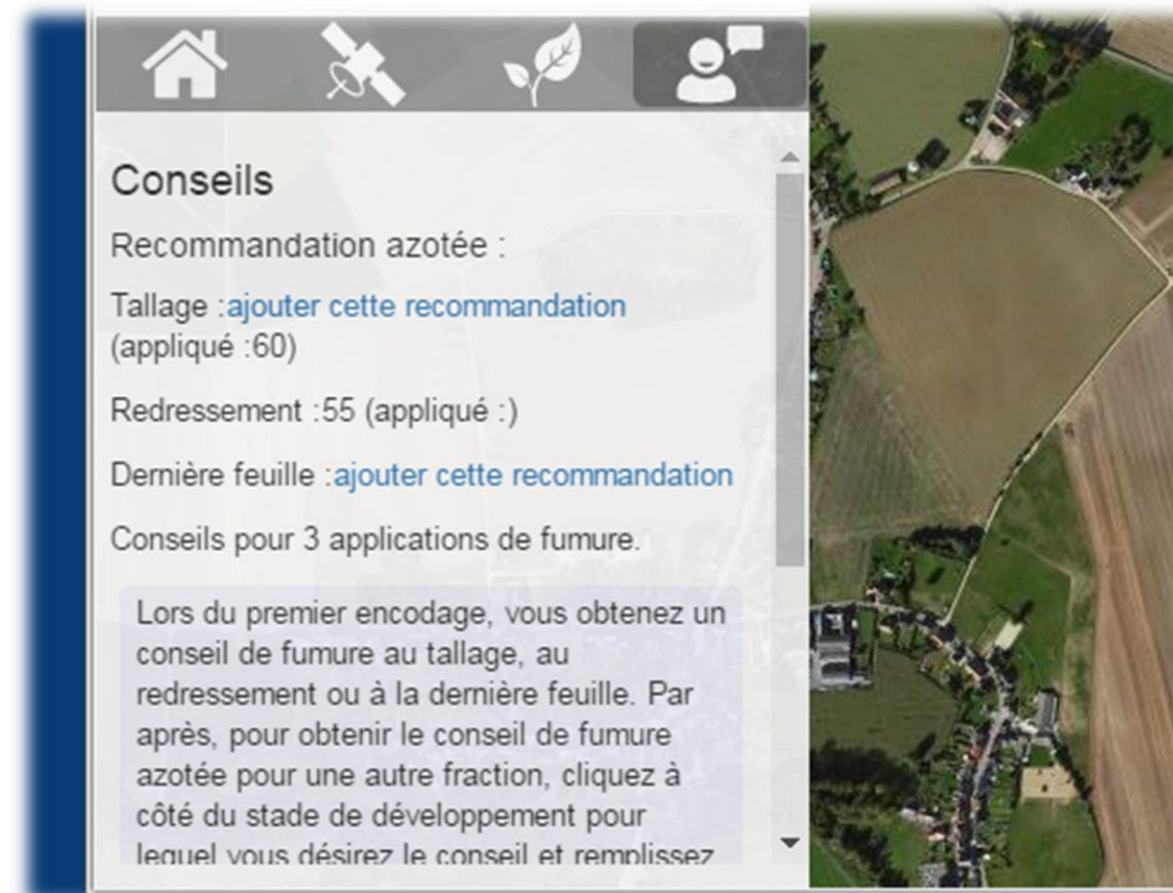 Conseils
Recommandation azotée :
Tallage :ajouter cette recommandation
(appliqué :60)
Redressement :55 (appliqué :)
Dernière feuille :ajouter cette recommandation
Conseils pour 3 applications de fumure.
Lors du premier encodage, vous obtenez un
conseil de fumure au tallage, au
redressement ou à la dernière feuille. Par
après, pour obtenir le conseil de fumure
azotée pour une autre fraction, cliquez à
côté du stade de développement pour
lequel vous désirez le conseil et remplissez